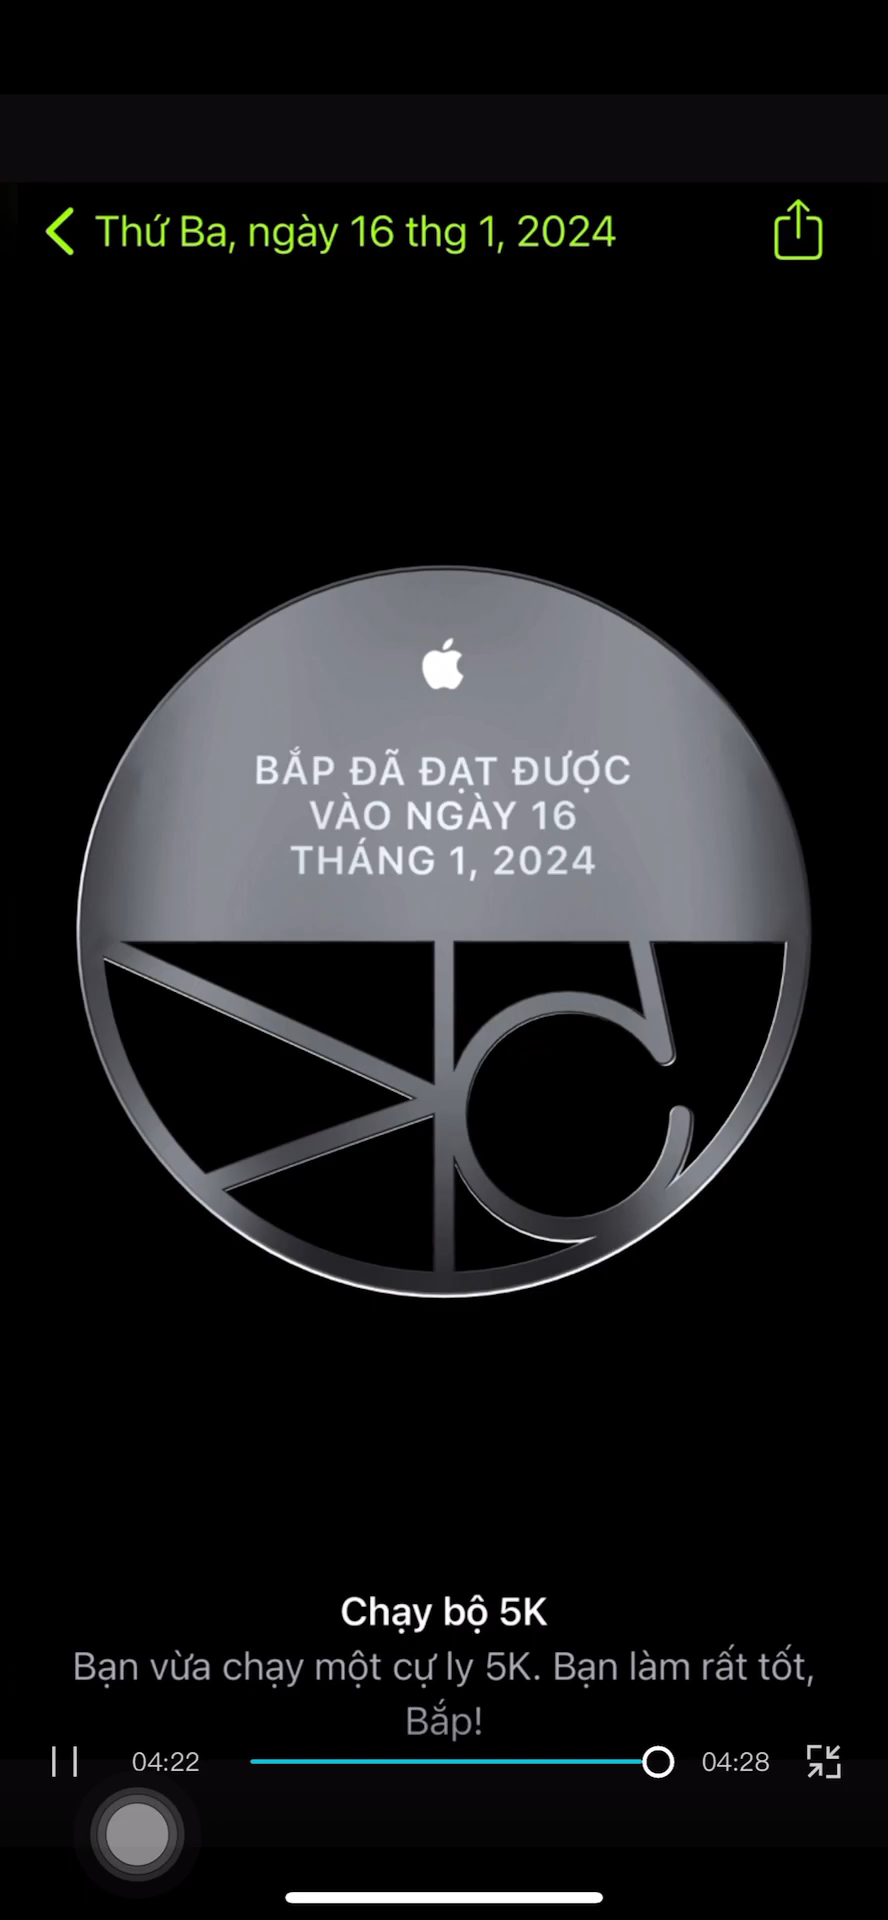 Thứ Ba, ngày 16 thg 1, 2024
BẮP ĐÃ ĐẠT ĐƯỢC
VÀO NGÀY 16
THÁNG 1, 2024
Chạy bộ 5K
Bạn vừa chạy một cự ly 5K. Bạn làm rất tốt,
Bắp!
04:22 04:28